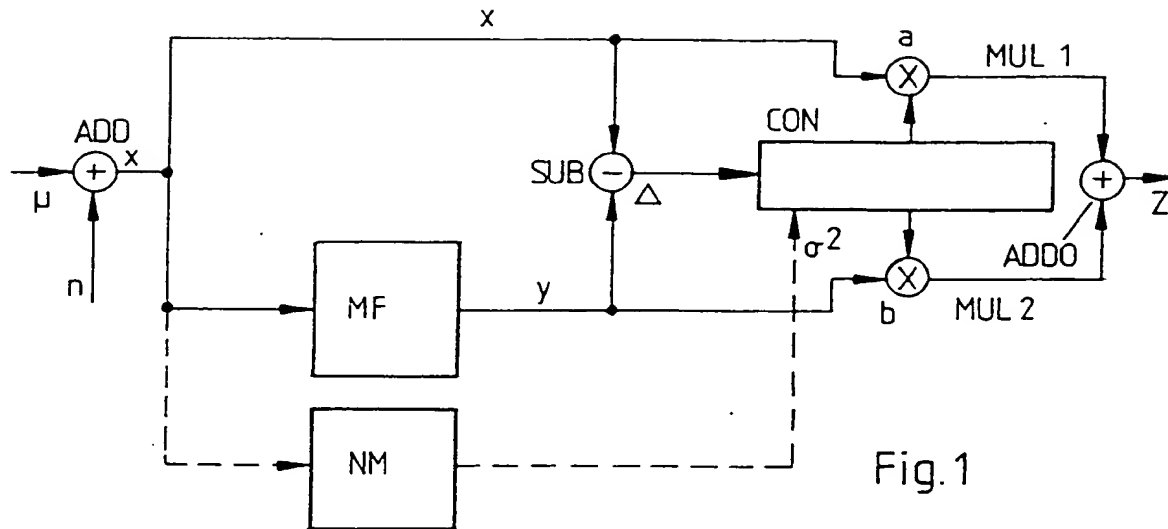 x
a
MUL 1
ADD
x
+
μ
n
SUB
−
Δ
CON
X
+
Z
ADDO
σ2
X
b
MUL 2
MF
y
NM
Fig.1